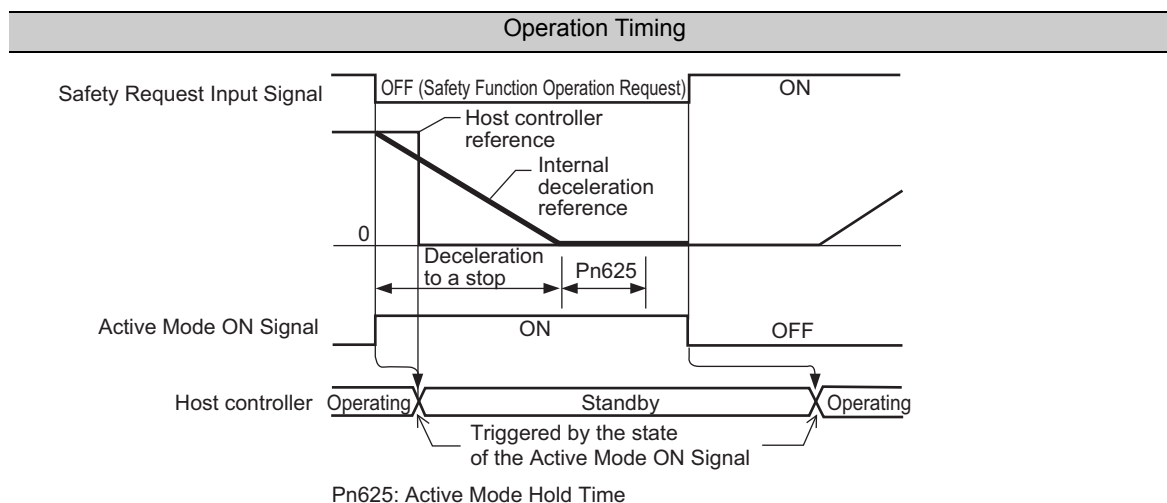 Operation Timing
Safety Request Input Signal
OFF (Safety Function Operation Request)
ON
Host controller
reference
Internal
deceleration
reference
0
Deceleration
to a stop
Pn625
Active Mode ON Signal
ON
OFF
Host controller
Operating
Standby
Operating
Triggered by the state
of the Active Mode ON Signal
Pn625: Active Mode Hold Time